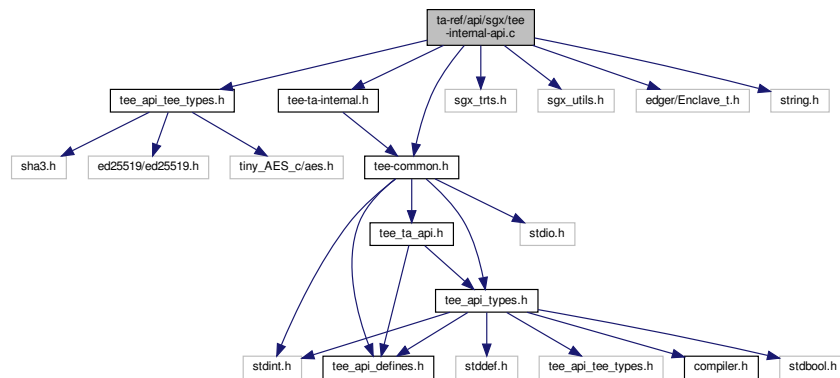 ta-ref/api/sgx/tee
-internal-api.c
tee_api_tee_types.h
tee-ta-internal.h
sgx_trts.h
sgx_utils.h
edger/Enclave_t.h
string.h
sha3.h
ed25519/ed25519.h
tiny_AES_c/aes.h
tee-common.h
tee_ta_api.h
stdio.h
tee_api_types.h
stdint.h
tee_api_defines.h
stddef.h
tee_api_tee_types.h
compiler.h
stdbool.h